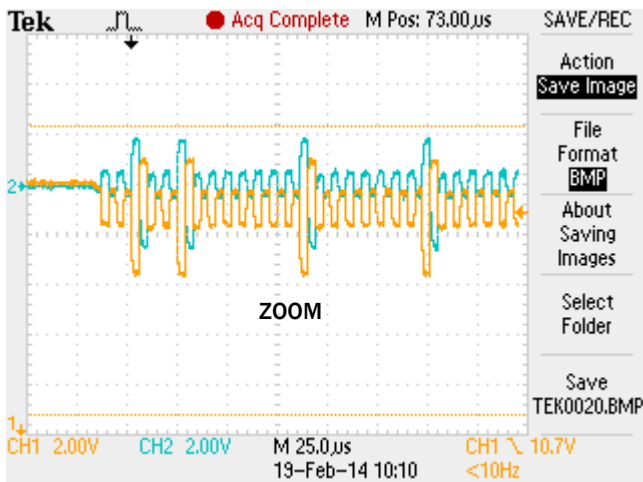 Tek Acq Complete M Pos: 73.00µs SAVE/REC
Action
Save Image
File
Format
BMP
About
Saving
Images
Select
Folder
Save
TEK0020.BMP
2
ZOOM
1
CH1 2.00V CH2 2.00V M 25.0µs CH1 10.7V
19-Feb-14 10:10 <10Hz